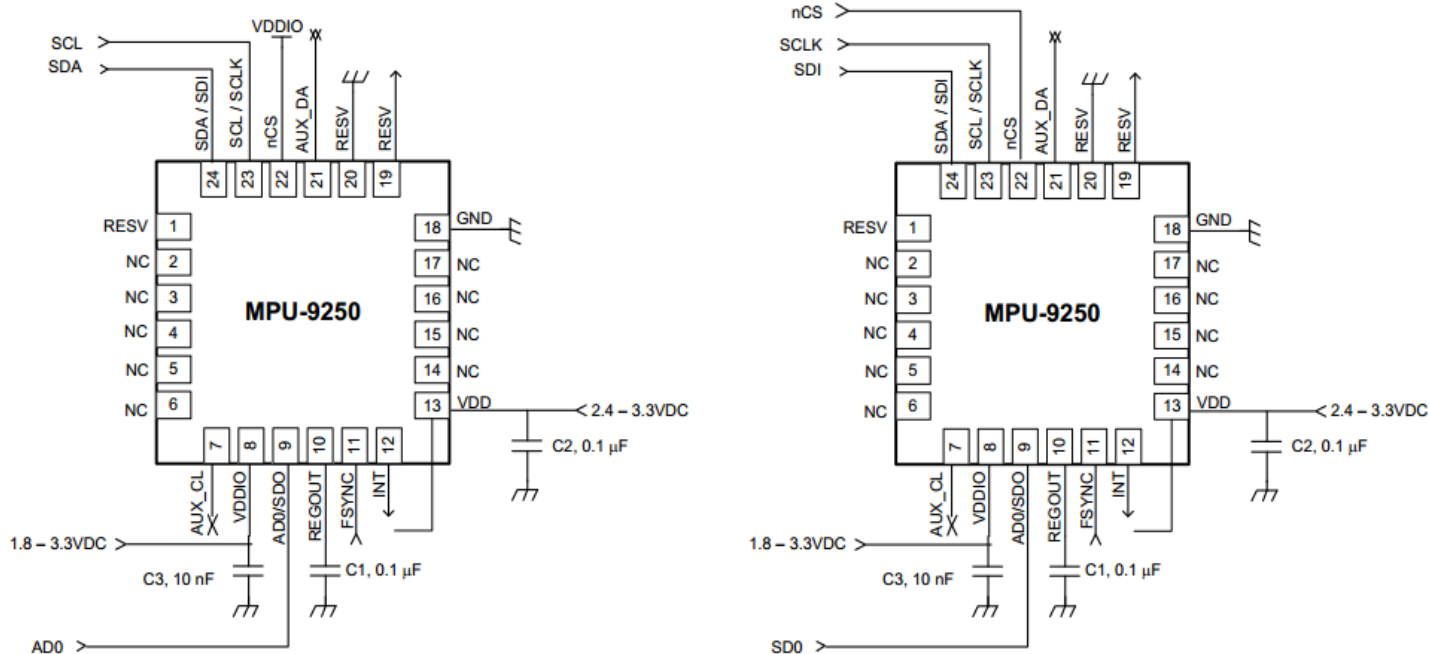 SCL
SDA
VDDIO
SDA / SDI
SCL / SCLK
nCS
AUX_DA
RESV
RESV
24
23
22
21
20
19
RESV 1
NC 2
NC 3
NC 4
NC 5
NC 6
MPU-9250
18 GND
17 NC
16 NC
15 NC
14 NC
13 VDD
2.4 – 3.3VDC
C2, 0.1 µF
7
8
9
10
11
12
AUX_CL
VDDIO
AD0/SDO
REGOUT
FSYNC
INT
1.8 – 3.3VDC
C3, 10 nF
C1, 0.1 µF
AD0
nCS
SCLK
SDI
SDA / SDI
SCL / SCLK
nCS
AUX_DA
RESV
RESV
24
23
22
21
20
19
RESV 1
NC 2
NC 3
NC 4
NC 5
NC 6
MPU-9250
18 GND
17 NC
16 NC
15 NC
14 NC
13 VDD
2.4 – 3.3VDC
C2, 0.1 µF
7
8
9
10
11
12
AUX_CL
VDDIO
AD0/SDO
REGOUT
FSYNC
INT
1.8 – 3.3VDC
C3, 10 nF
C1, 0.1 µF
SD0